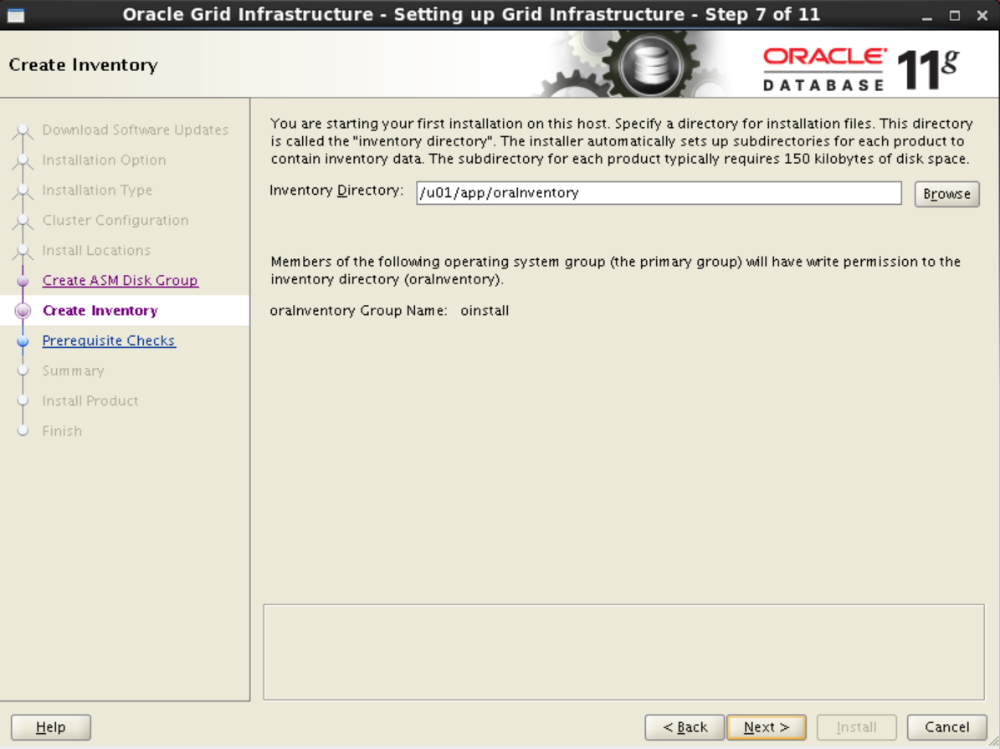 Oracle Grid Infrastructure - Setting up Grid Infrastructure - Step 7 of 11
Create Inventory
ORACLE
DATABASE
11g
Download Software Updates
Installation Option
Installation Type
Cluster Configuration
Install Locations
Create ASM Disk Group
Create Inventory
Prerequisite Checks
Summary
Install Product
Finish
You are starting your first installation on this host. Specify a directory for installation files. This directory
is called the "inventory directory". The installer automatically sets up subdirectories for each product to
contain inventory data. The subdirectory for each product typically requires 150 kilobytes of disk space.
Inventory Directory: /u01/app/oraInventory Browse
Members of the following operating system group (the primary group) will have write permission to the
inventory directory (oraInventory).
oraInventory Group Name: oinstall
Help < Back Next > Install Cancel